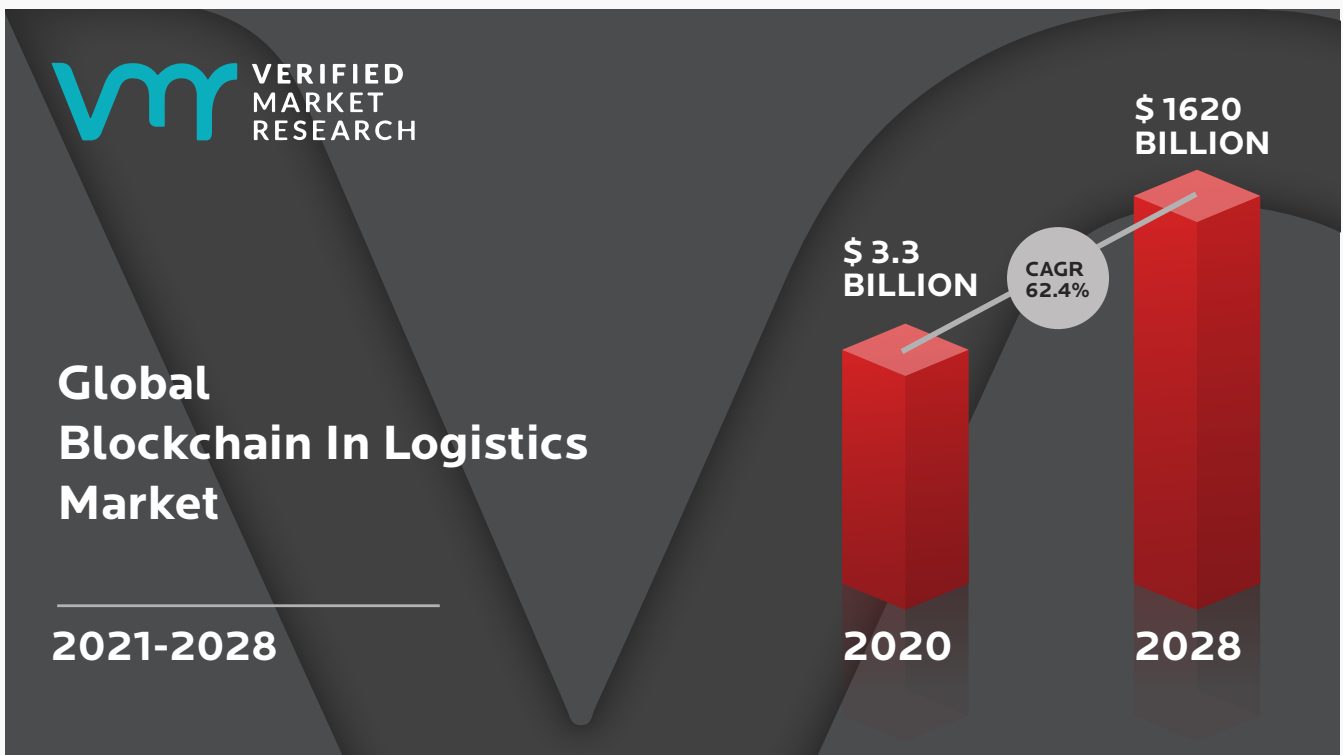 VERIFIED
MARKET
RESEARCH
Global
Blockchain In Logistics
Market
2021-2028
$ 3.3
BILLION
CAGR
62.4%
$ 1620
BILLION
2020
2028